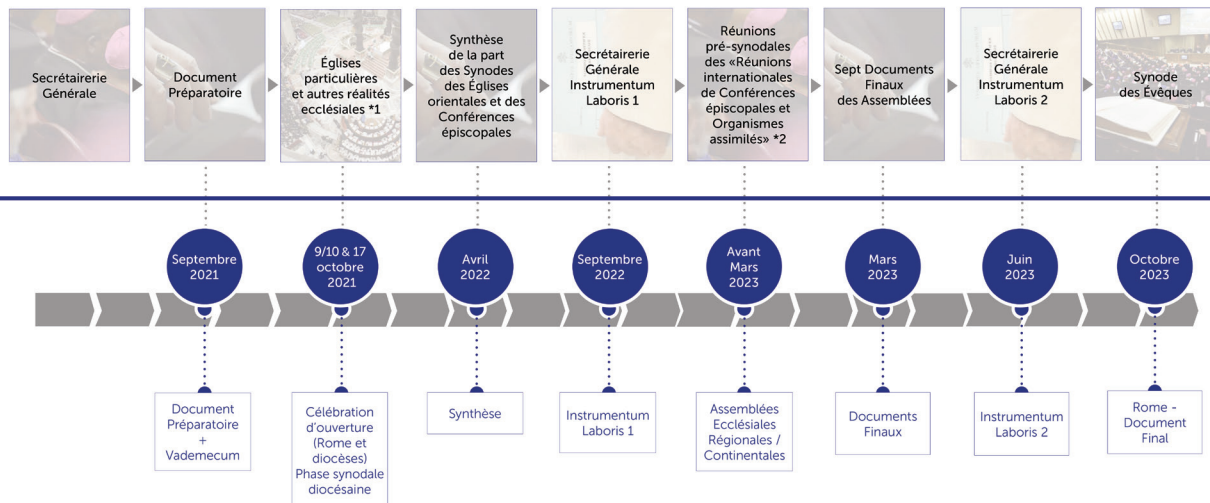 Secrétairerie
Générale
Document
Préparatoire
Églises
particulières
et autres réalités
ecclésiales *1
Synthèse
de la part
des Synodes
des Églises
orientales et des
Conférences
épiscopales
Secrétairerie
Générale
Instrumentum
Laboris 1
Réunions
pré-synodales
des «Réunions
internationales
de Conférences
épiscopales et
Organismes
assimilés» *2
Sept Documents
Finaux
des Assemblées
Secrétairerie
Générale
Instrumentum
Laboris 2
Synode
des Évêques
Septembre
2021
9/10 & 17
octobre
2021
Avril
2022
Septembre
2022
Avant
Mars
2023
Mars
2023
Juin
2023
Octobre
2023
Document
Préparatoire
+
Vademecum
Célébration
d'ouverture
(Rome et
diocèses)
Phase synodale
diocésaine
Synthèse
Instrumentum
Laboris 1
Assemblées
Ecclésiales
Régionales /
Continentales
Documents
Finaux
Instrumentum
Laboris 2
Rome -
Document
Final